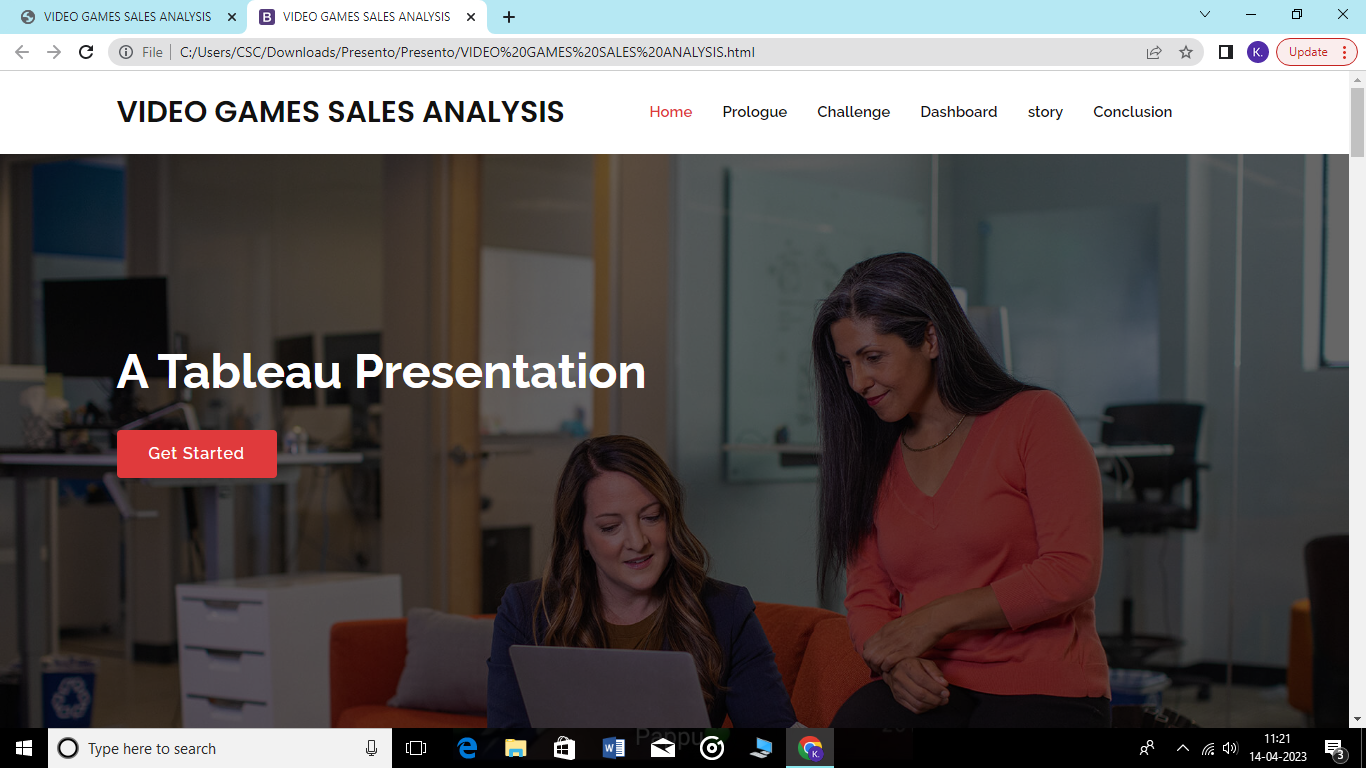 VIDEO GAMES SALES ANALYSIS
B VIDEO GAMES SALES ANALYSIS
File C:/Users/CSC/Downloads/Presento/Presento/VIDEO%20GAMES%20SALES%20ANALYSIS.html
K.
Update
VIDEO GAMES SALES ANALYSIS
Home Prologue Challenge Dashboard story Conclusion
A Tableau Presentation
Get Started
Type here to search
W
Pappu
K.
11:21
14-04-2023
3